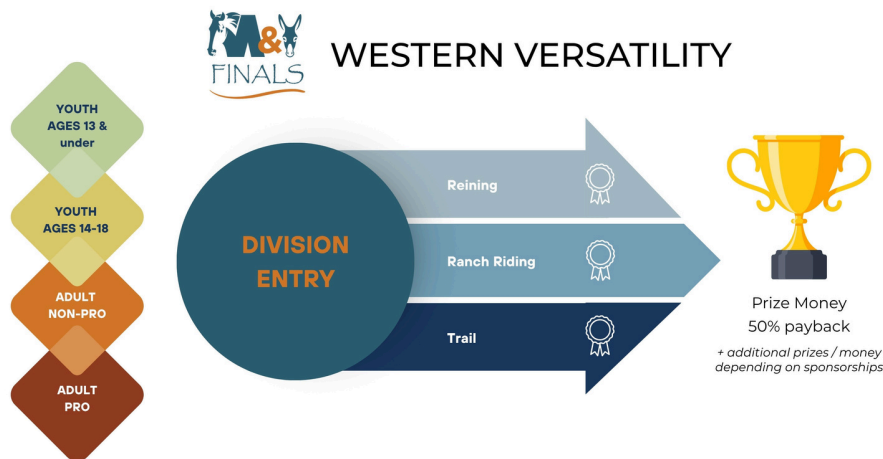 M&Y
FINALS
WESTERN VERSATILITY
YOUTH
AGES 13 &
under
YOUTH
AGES 14-18
ADULT
NON-PRO
ADULT
PRO
DIVISION
ENTRY
Reining
Ranch Riding
Trail
Prize Money
50% payback
+ additional prizes / money
depending on sponsorships